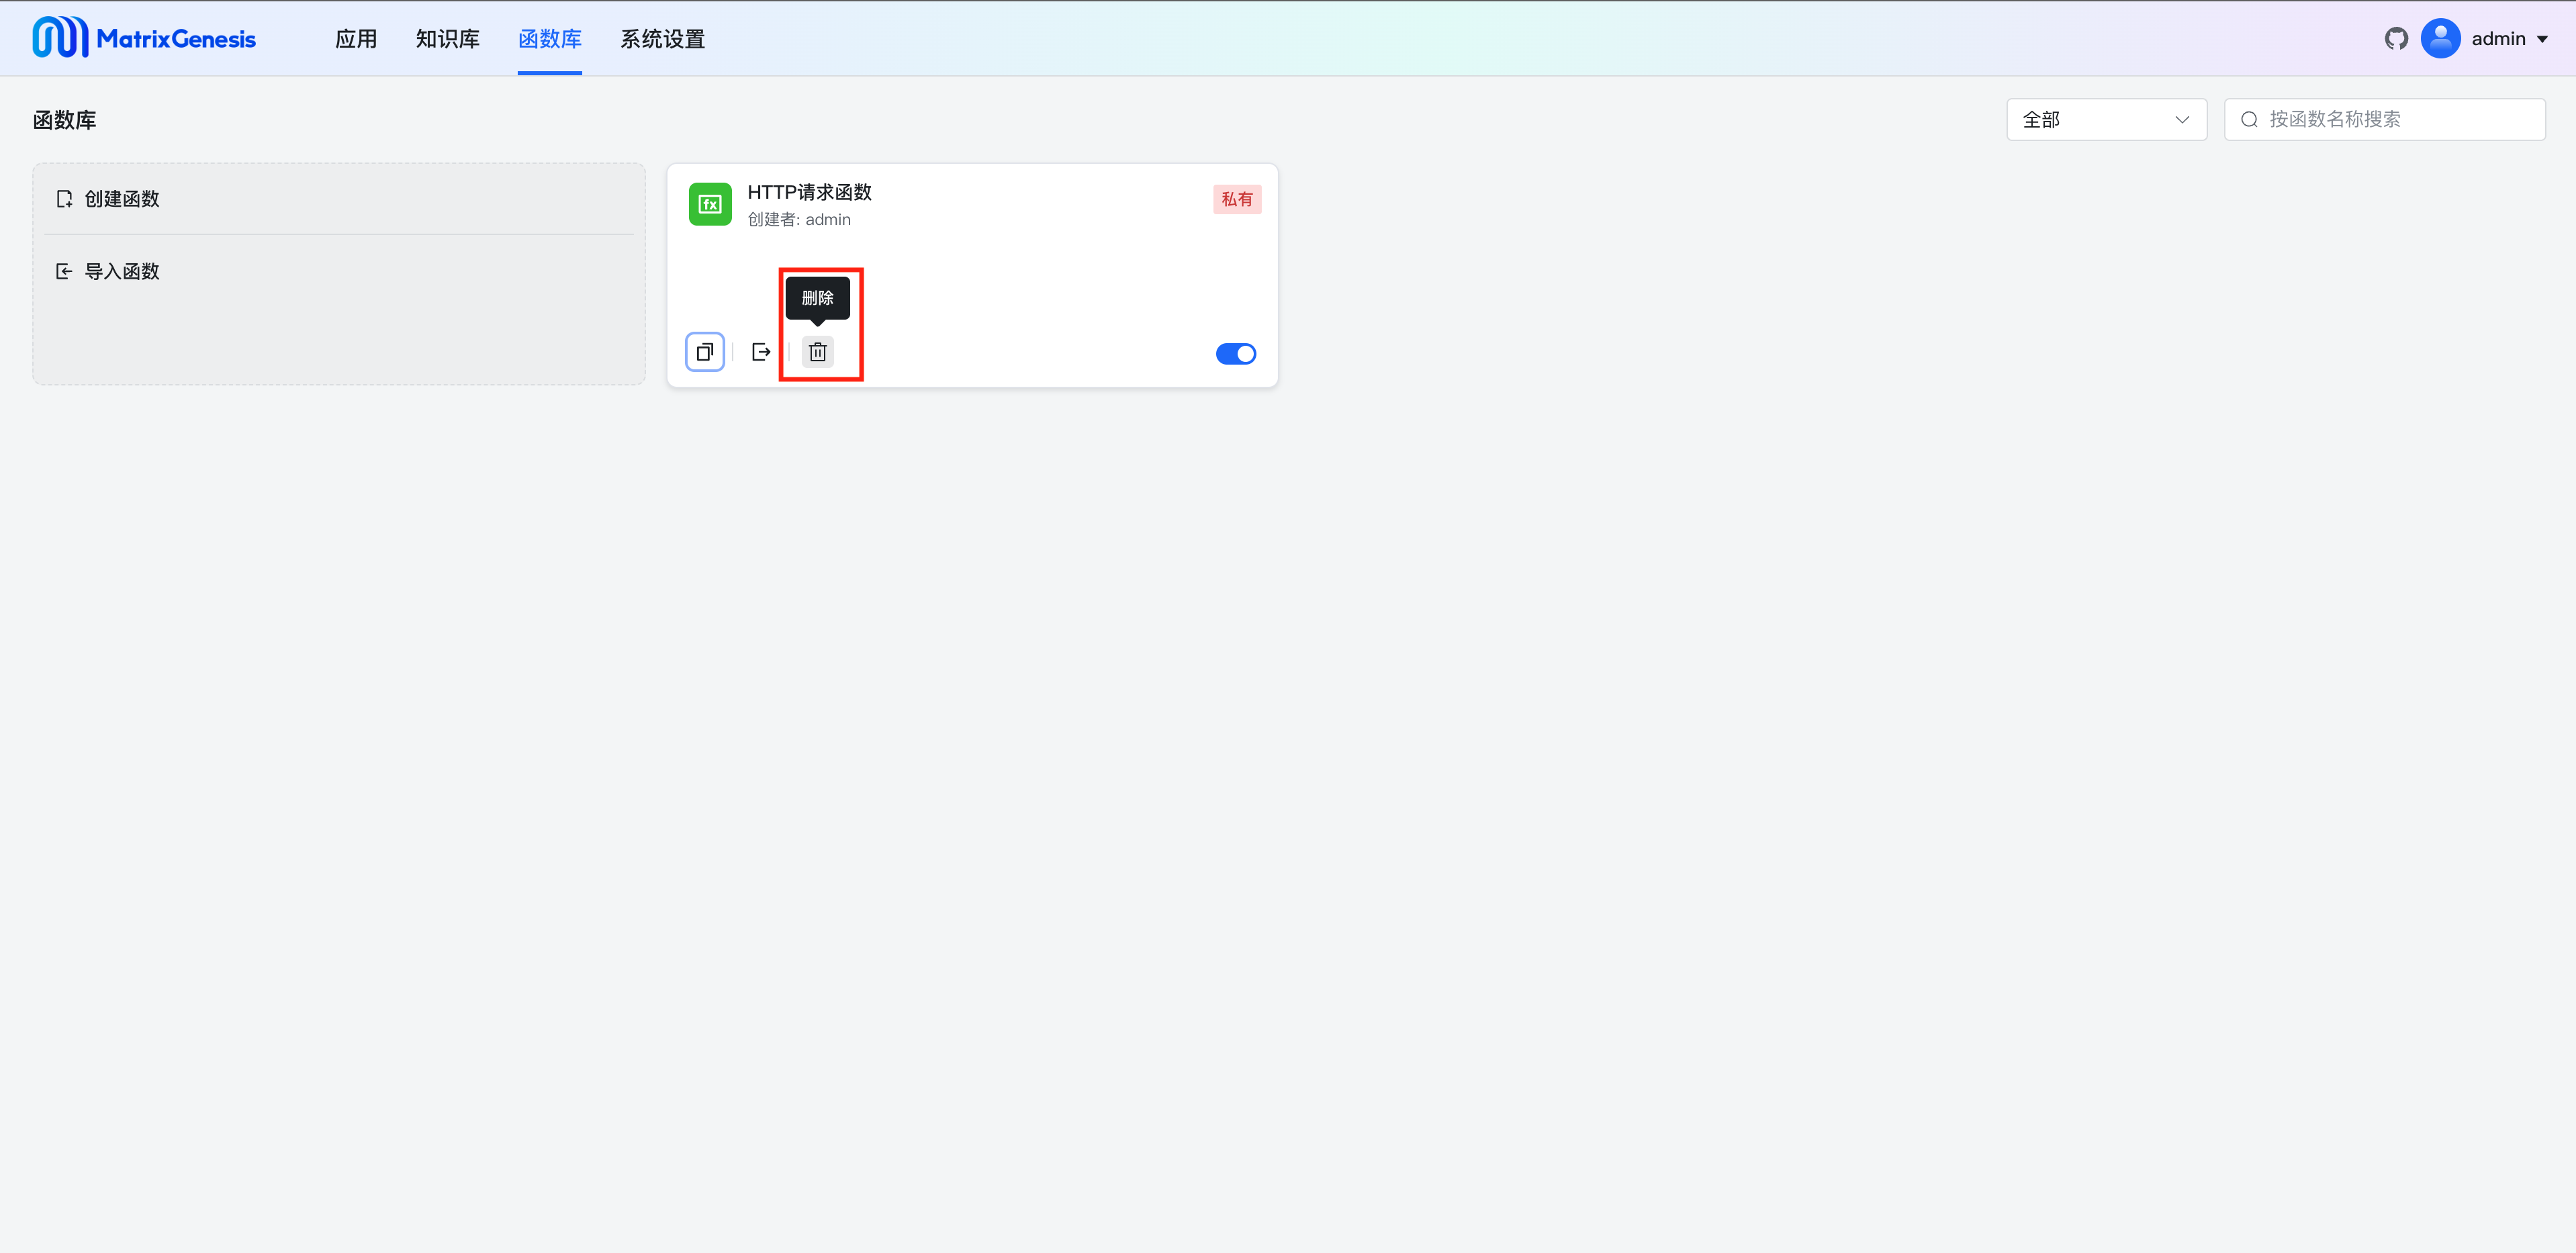 MatrixGenesis
应用
知识库
函数库
系统设置
admin
函数库
全部
按函数名称搜索
创建函数
导入函数
fx
HTTP请求函数
创建者: admin
私有
删除